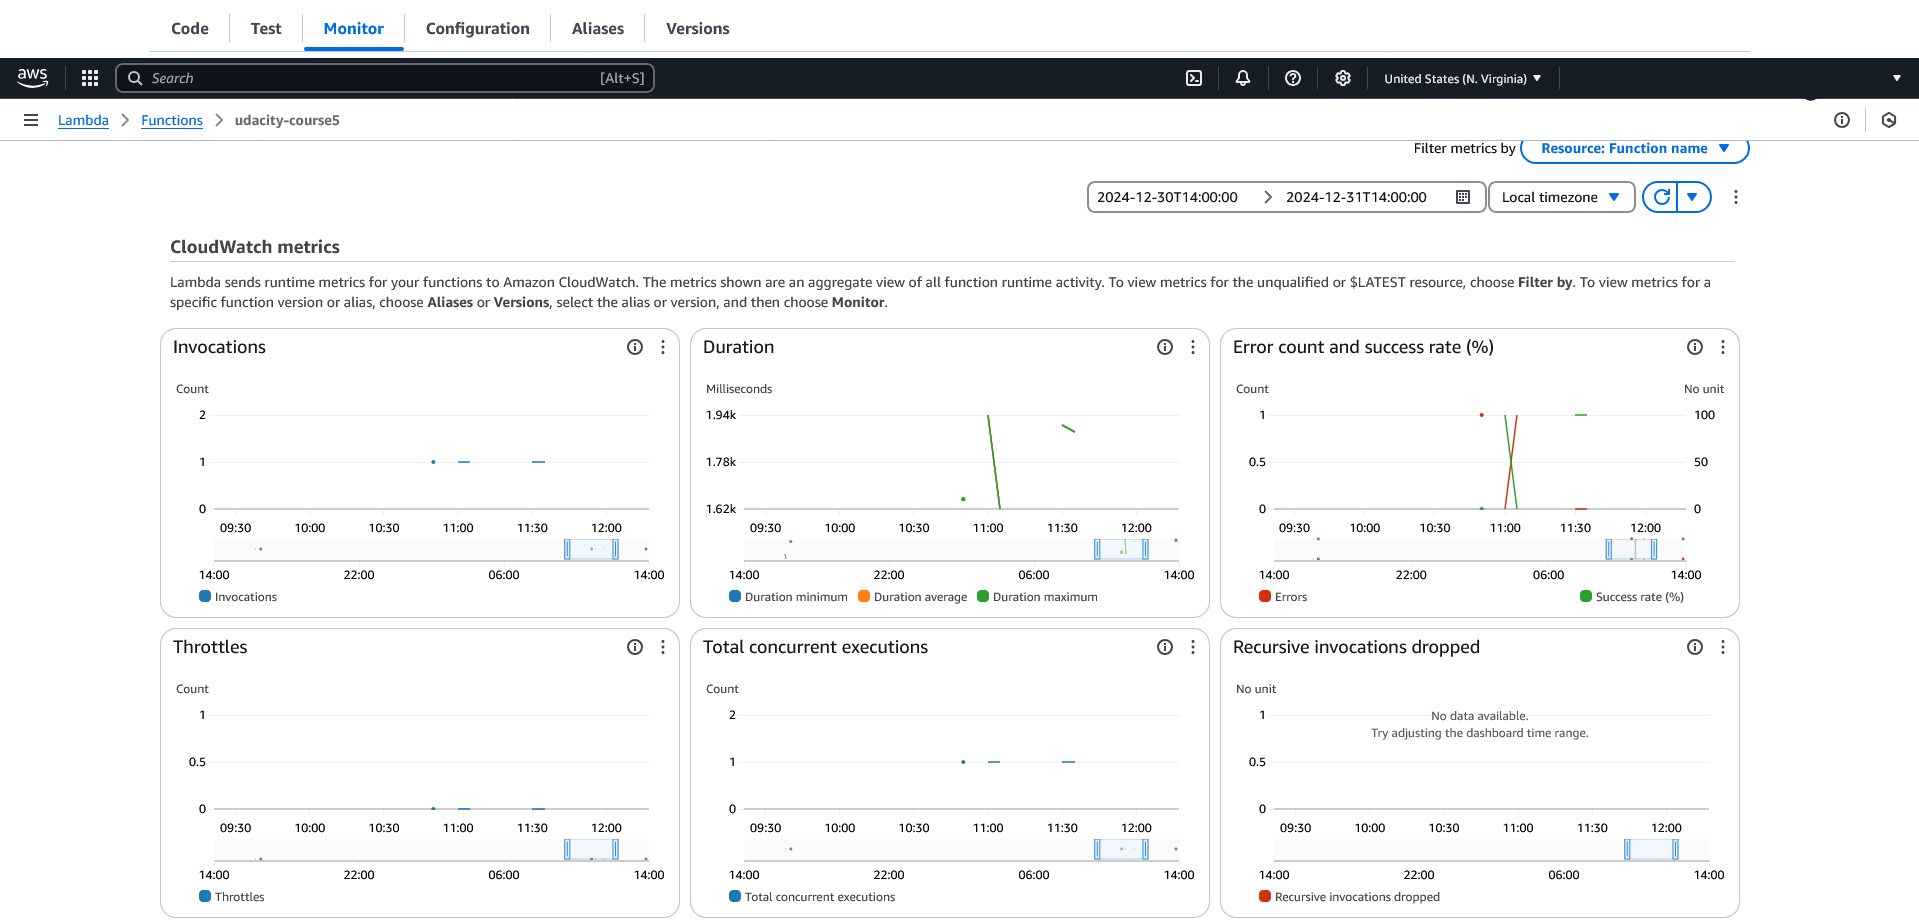 Code Test Monitor Configuration Aliases Versions
aws Search [Alt+S] United States (N. Virginia)
Lambda Functions udacity-course5
Filter metrics by Resource: Function name
2024-12-30T14:00:00 2024-12-31T14:00:00 Local timezone
CloudWatch metrics
Lambda sends runtime metrics for your functions to Amazon CloudWatch. The metrics shown are an aggregate view of all function runtime activity. To view metrics for the unqualified or $LATEST resource, choose Filter by. To view metrics for a
specific function version or alias, choose Aliases or Versions, select the alias or version, and then choose Monitor.
Invocations
Count
2
1
0
09:30 10:00 10:30 11:00 11:30 12:00
14:00 22:00 06:00 14:00
Invocations
Duration
Milliseconds
1.94k
1.78k
1.62k
09:30 10:00 10:30 11:00 11:30 12:00
14:00 22:00 06:00 14:00
Duration minimum Duration average Duration maximum
Error count and success rate (%)
Count No unit
1 100
0.5 50
0 0
09:30 10:00 10:30 11:00 11:30 12:00
14:00 22:00 06:00 14:00
Errors Success rate (%)
Throttles
Count
1
0.5
0
09:30 10:00 10:30 11:00 11:30 12:00
14:00 22:00 06:00 14:00
Throttles
Total concurrent executions
Count
2
1
0
09:30 10:00 10:30 11:00 11:30 12:00
14:00 22:00 06:00 14:00
Total concurrent executions
Recursive invocations dropped
No unit
1
No data available.
Try adjusting the dashboard time range.
0.5
0
09:30 10:00 10:30 11:00 11:30 12:00
14:00 22:00 06:00 14:00
Recursive invocations dropped